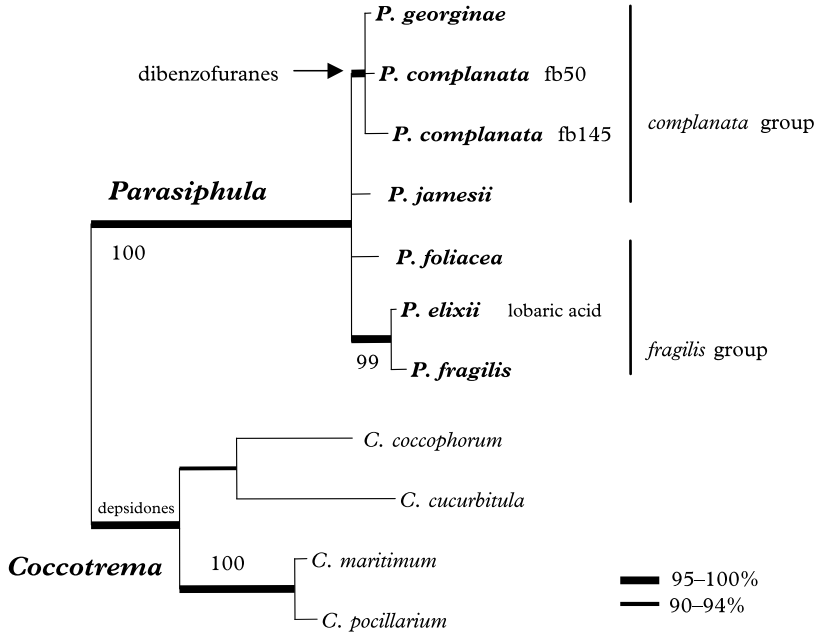 P. georginae
dibenzofuranes
P. complanata fb50
complanata group
P. complanata fb145
Parasiphula
P. jamesii
100
P. foliacea
P. elixii lobaric acid
fragilis group
99
P. fragilis
C. coccophorum
C. cucurbitula
depsidones
Coccotrema
100
C. maritimum
95–100%
90–94%
C. pocillarium